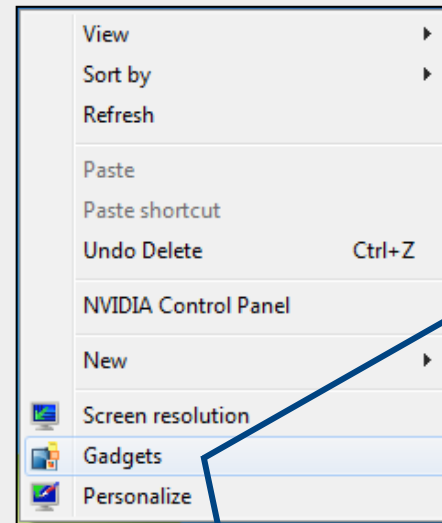 View
Sort by
Refresh
Paste
Paste shortcut
Undo Delete Ctrl+Z
NVIDIA Control Panel
New
Screen resolution
Gadgets
Personalize